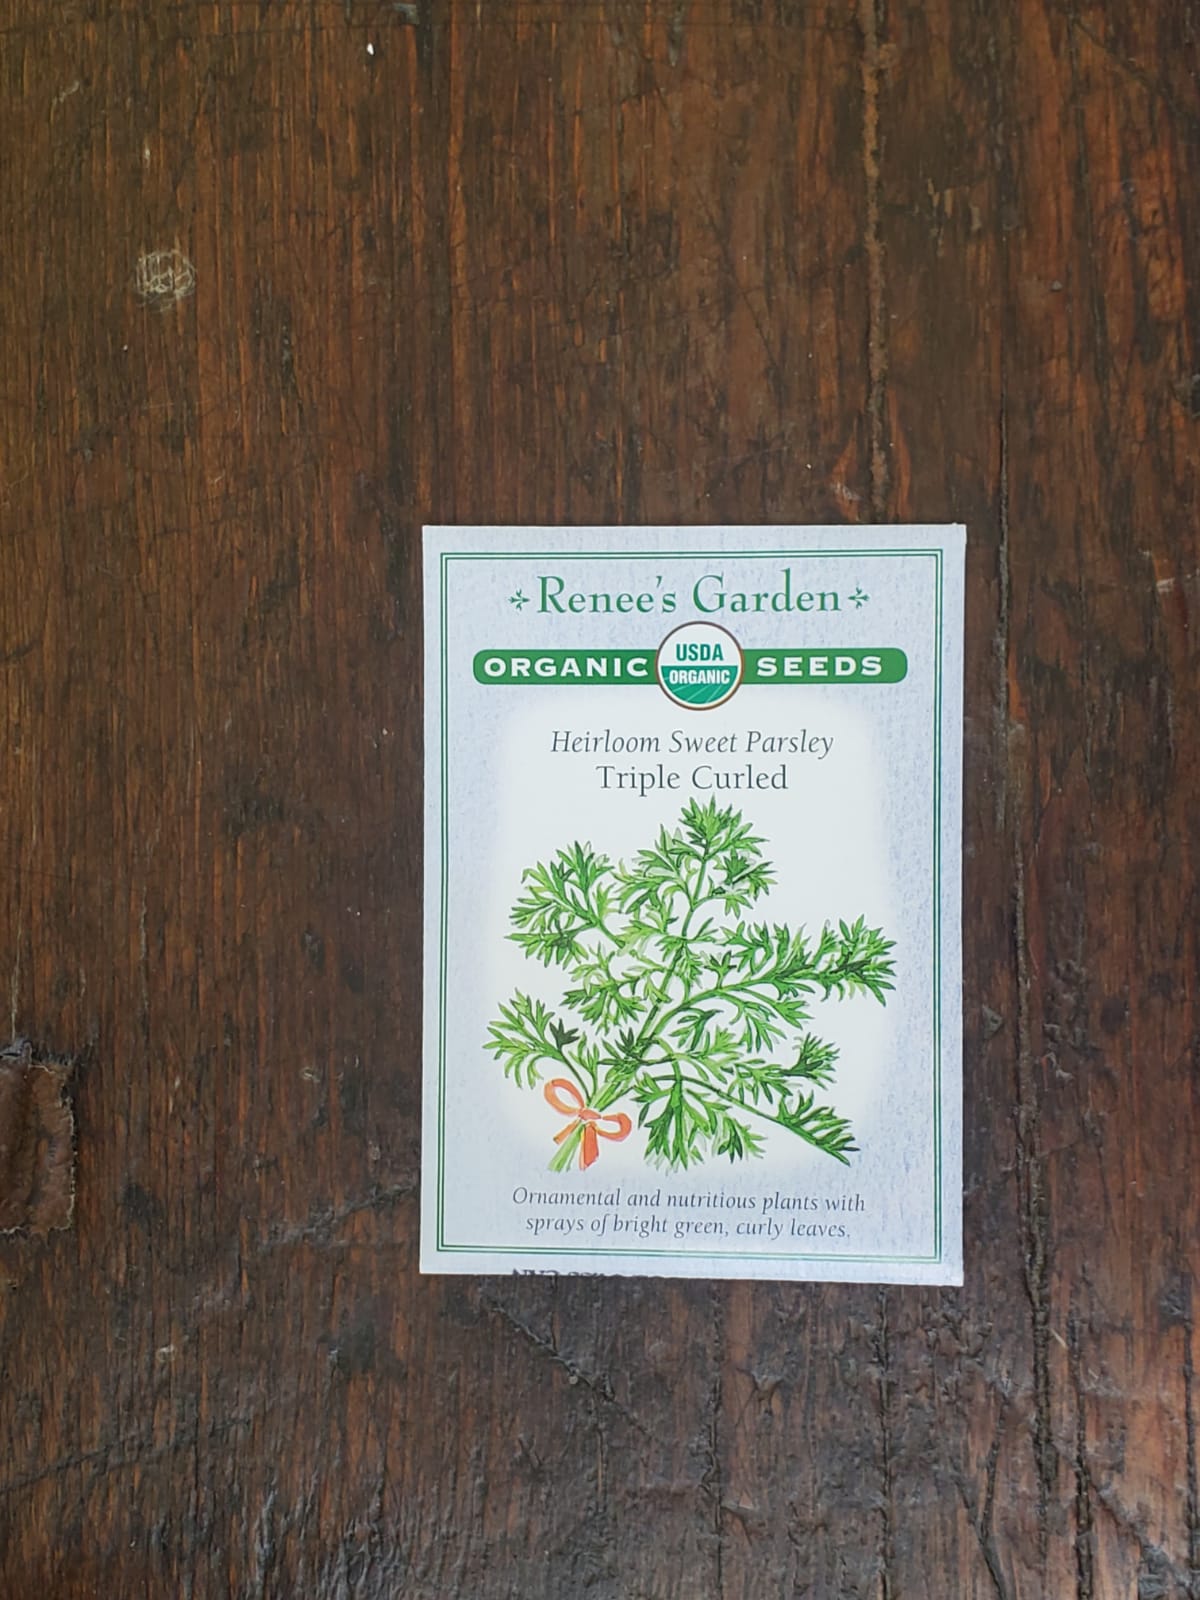 Renee's Garden
ORGANIC USDA ORGANIC SEEDS
Heirloom Sweet Parsley
Triple Curled
Ornamental and nutritious plants with
sprays of bright green, curly leaves.